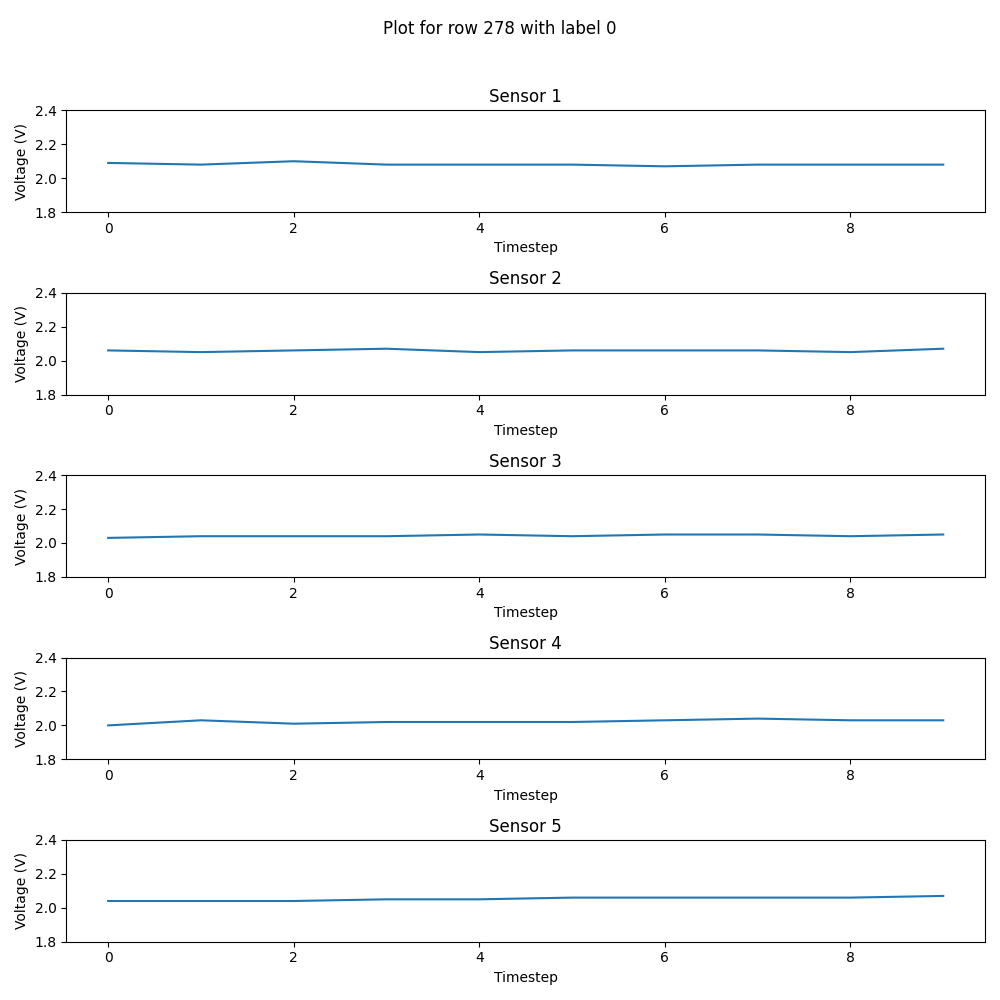 Plot for row 278 with label 0
Sensor 1
Voltage (V)
2.4
2.2
2.0
1.8
0 2 4 6 8
Timestep
Sensor 2
Voltage (V)
2.4
2.2
2.0
1.8
0 2 4 6 8
Timestep
Sensor 3
Voltage (V)
2.4
2.2
2.0
1.8
0 2 4 6 8
Timestep
Sensor 4
Voltage (V)
2.4
2.2
2.0
1.8
0 2 4 6 8
Timestep
Sensor 5
Voltage (V)
2.4
2.2
2.0
1.8
0 2 4 6 8
Timestep